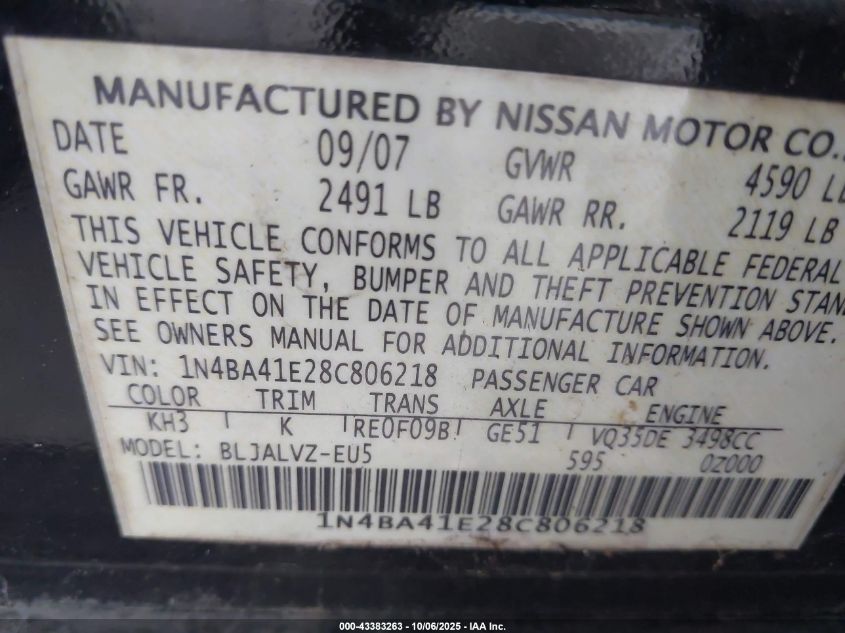 MANUFACTURED BY NISSAN MOTOR CO.,
DATE 09/07 GVWR 4590 LB
GAWR FR. 2491 LB GAWR RR. 2119 LB
THIS VEHICLE CONFORMS TO ALL APPLICABLE FEDERAL
VEHICLE SAFETY, BUMPER AND THEFT PREVENTION STAN
IN EFFECT ON THE DATE OF MANUFACTURE SHOWN ABOVE.
SEE OWNERS MANUAL FOR ADDITIONAL INFORMATION.
VIN: 1N4BA41E28C806218 PASSENGER CAR
COLOR TRIM TRANS AXLE ENGINE
KH3 K RE0F09B GE51 VQ35DE 3498CC
MODEL: BLJALVZ-EU5 595 0Z000
1N4BA41E28C806218
000-43383263 - 10/06/2025 - IAA Inc.